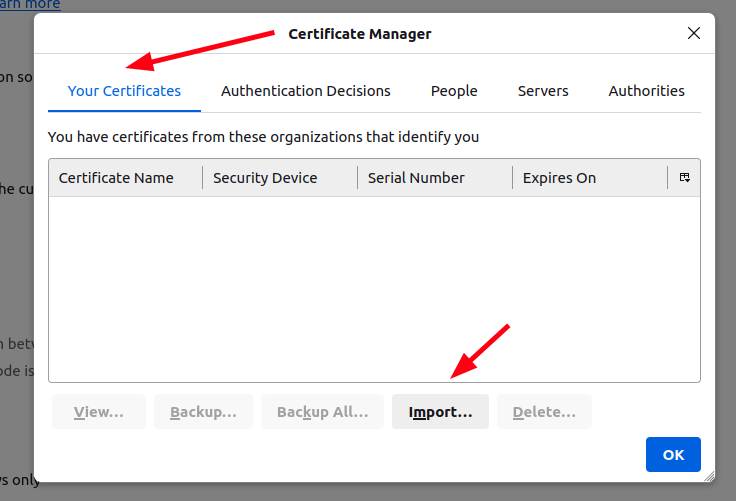 arn more
Certificate Manager
on so
Your Certificates Authentication Decisions People Servers Authorities
You have certificates from these organizations that identify you
Certificate Name Security Device Serial Number Expires On
he cu
n betw
ode is
View... Backup... Backup All... Import... Delete...
OK
ws only